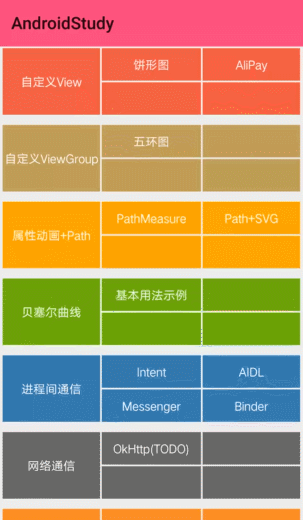 AndroidStudy
自定义View
饼形图
AliPay
自定义ViewGroup
五环图
属性动画+Path
PathMeasure
Path+SVG
贝塞尔曲线
基本用法示例
进程间通信
Intent
AIDL
Messenger
Binder
网络通信
OkHttp(TODO)